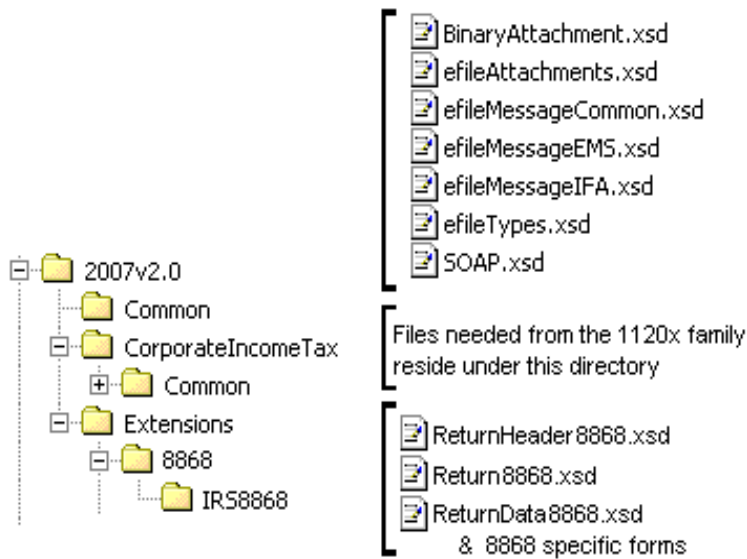 BinaryAttachment.xsd
efileAttachments.xsd
efileMessageCommon.xsd
efileMessageEMS.xsd
efileMessageIFA.xsd
efileTypes.xsd
SOAP.xsd
2007v2.0
Common
CorporateIncomeTax
Common
Extensions
8868
IRS8868
Files needed from the 1120x family
reside under this directory
ReturnHeader8868.xsd
Return8868.xsd
ReturnData8868.xsd
& 8868 specific forms